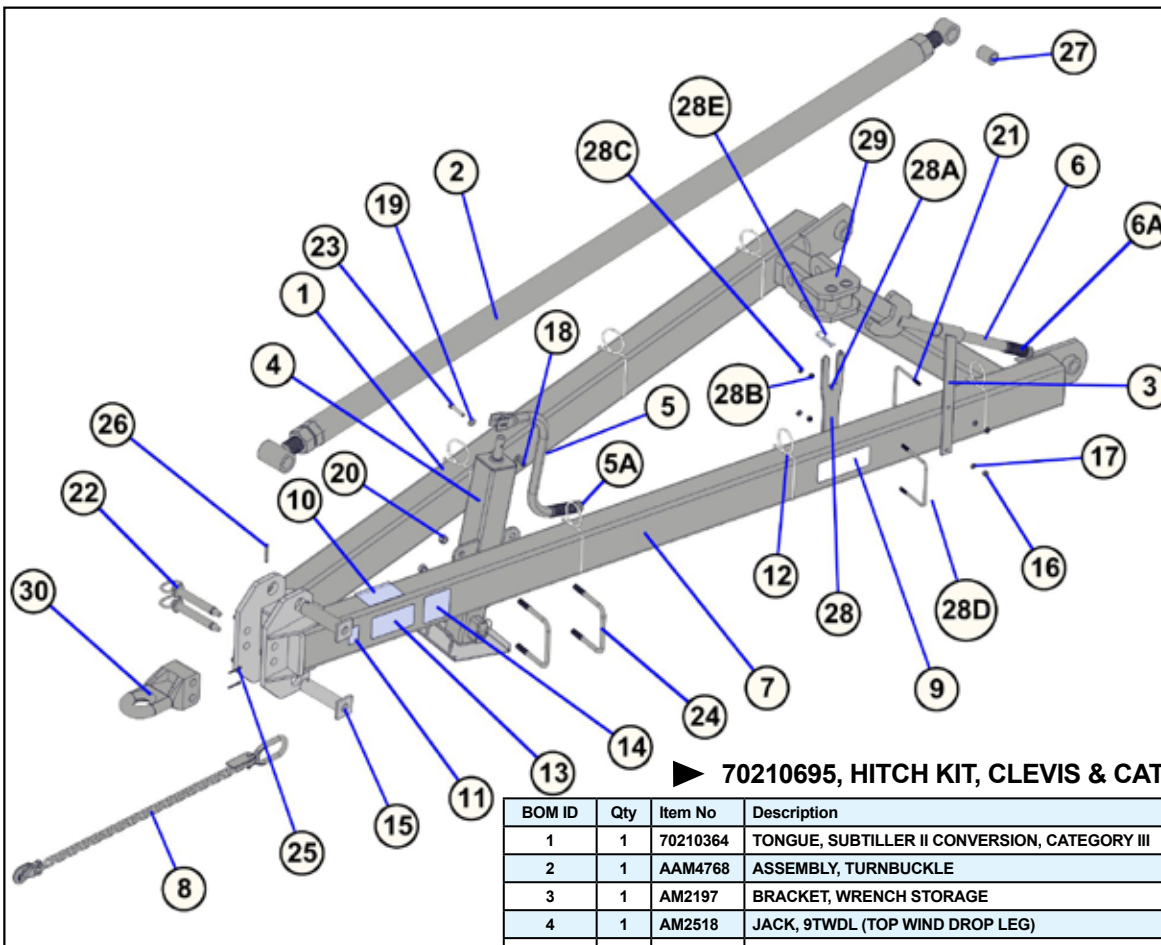 27
28E
29
21
28C
28A
6
2
19
6A
23
1
18
4
28B
3
5
26
17
5A
20
22
10
12
16
30
28
28D
9
7
24
14
13
11
15
25
8
► 70210695, HITCH KIT, CLEVIS & CAT
BOM ID Qty Item No Description
1 1 70210364 TONGUE, SUBTILLER II CONVERSION, CATEGORY III
2 1 AAM4768 ASSEMBLY, TURNBUCKLE
3 1 AM2197 BRACKET, WRENCH STORAGE
4 1 AM2518 JACK, 9TWDL (TOP WIND DROP LEG)